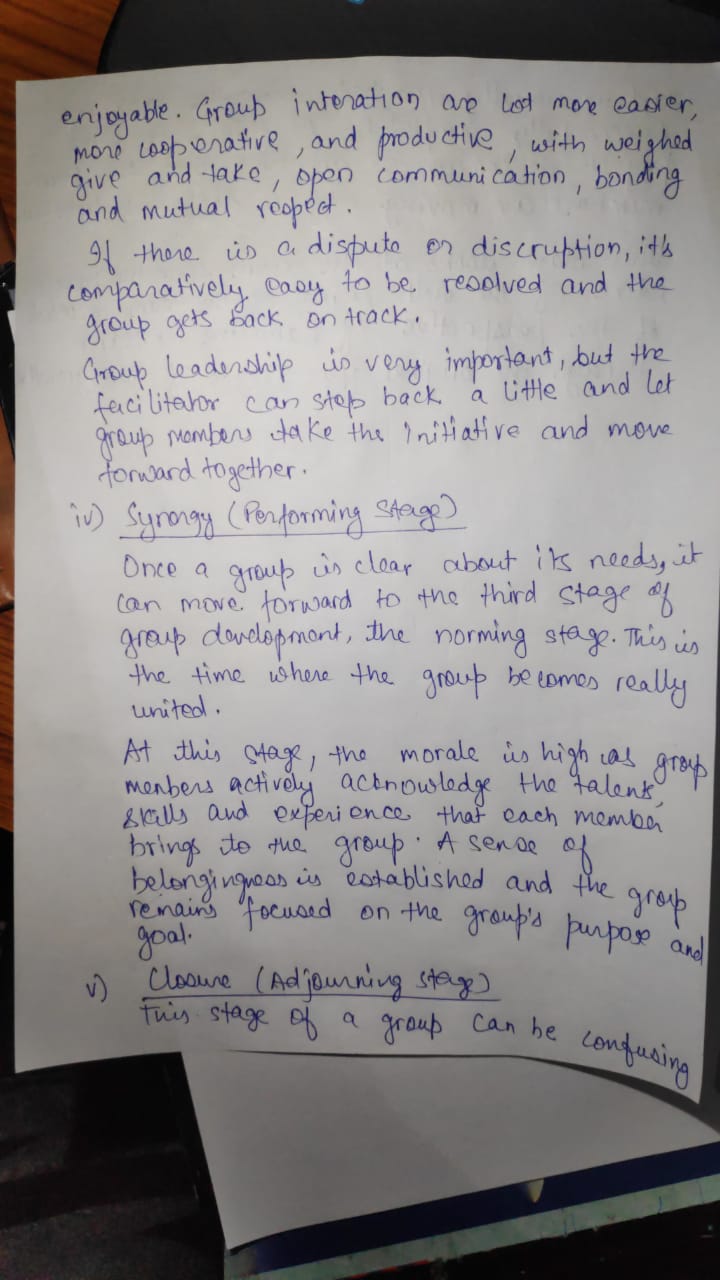 enjoyable. Group interation are lot more easier,
more cooperative, and productive, with weighed
give and take, open communication, bonding
and mutual respect.
If there is a dispute or discruption, it's
comparatively easy to be resolved and the
group gets back on track.
Group leadership is very important, but the
facilitator can step back a little and let
group members take the initiative and move
forward together.
iv) Synergy (Performing Stage)
Once a group is clear about its needs, it
can move forward to the third stage of
group development, the norming stage. This is
the time where the group becomes really
united.
At this stage, the morale is high as group
menbers actively acknowledge the talents,
skills and experience that each member
brings to the group. A sense of
belongingness is established and the group
remains focused on the group's purpose and
goal.
v) Closure (Adjourning stage)
This stage of a group can be confusing